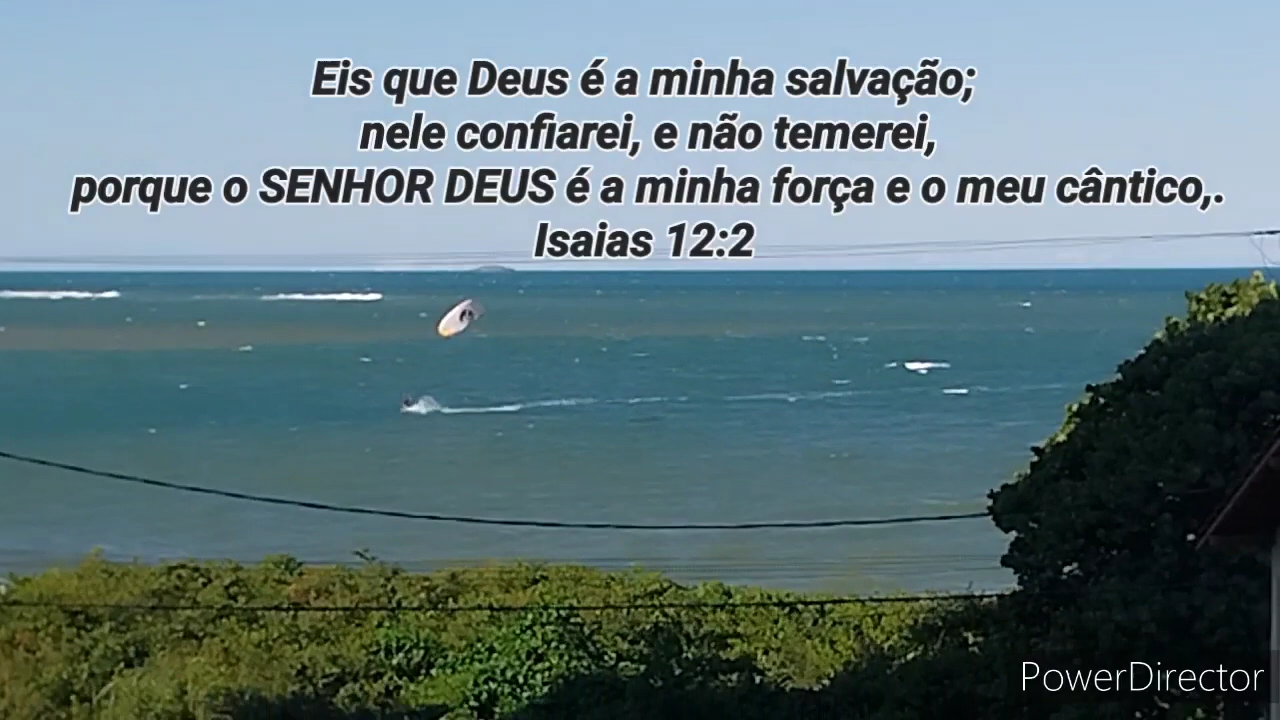 Eis que Deus é a minha salvação;
nele confiarei, e não temerei,
porque o SENHOR DEUS é a minha força e o meu cântico,.
Isaias 12:2
PowerDirector